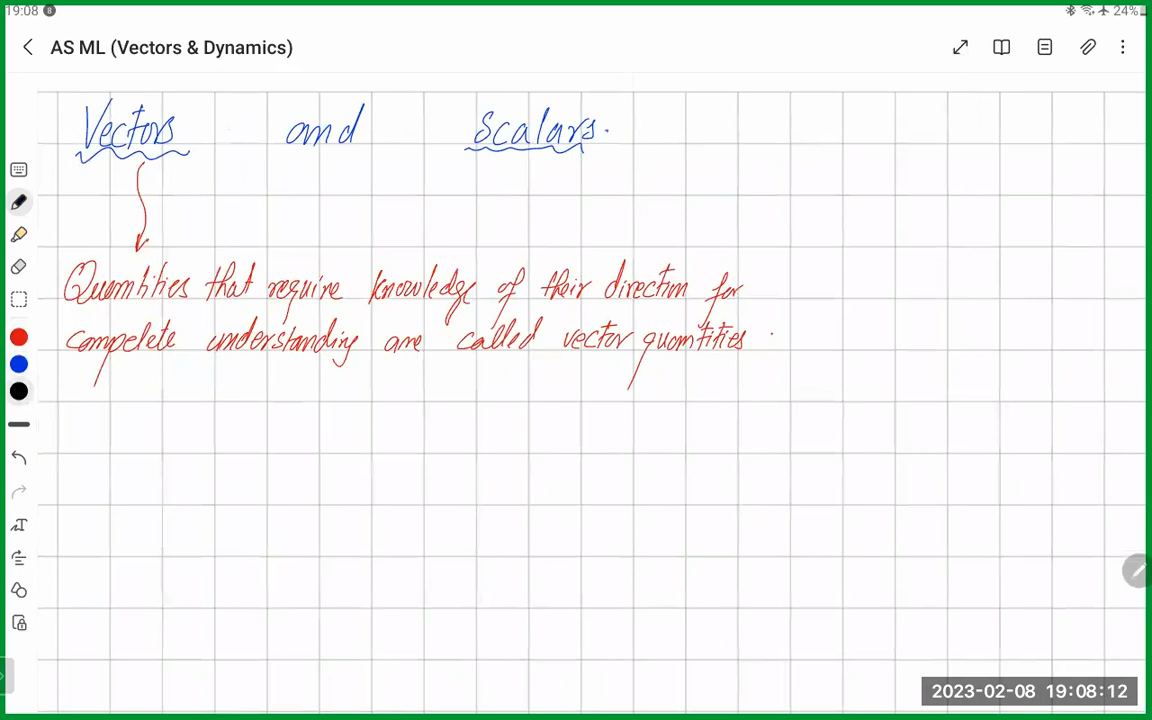 19:08 8
24%
AS ML (Vectors & Dynamics)
Vectors and Scalars.
Quantities that require knowledge of their direction for
compelete understanding are called vector quantities.
2023-02-08 19:08:12